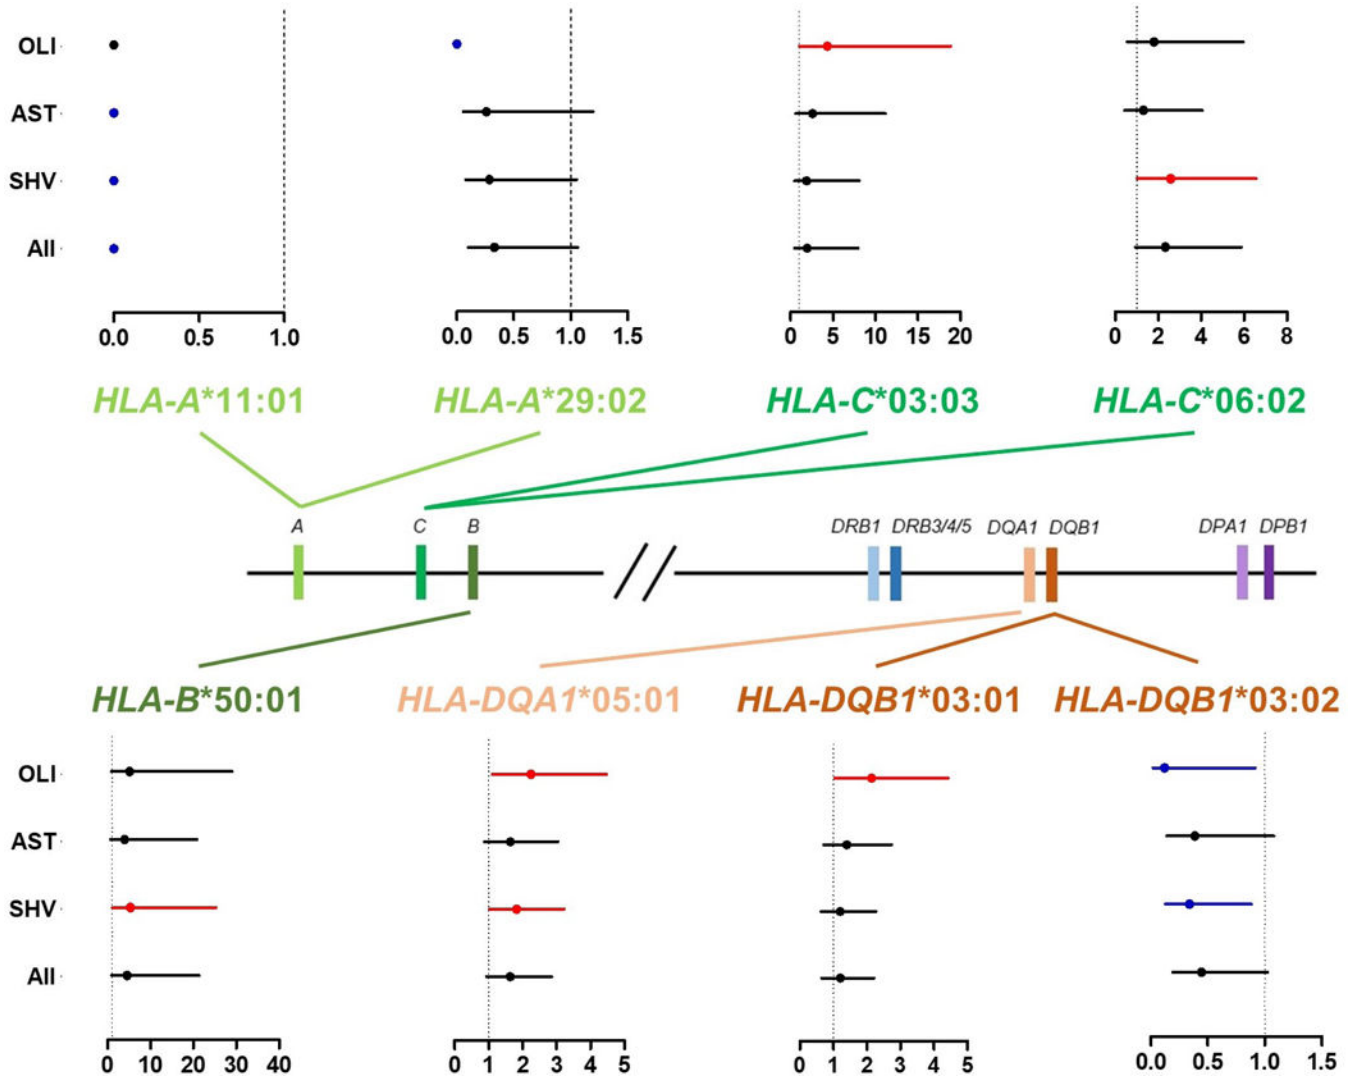 OLI
AST
SHV
All
0.0 0.5 1.0
0.0 0.5 1.0 1.5
0 5 10 15 20
0 2 4 6 8
HLA-A*11:01 HLA-A*29:02 HLA-C*03:03 HLA-C*06:02
A C B DRB1 DRB3/4/5 DQA1 DQB1 DPA1 DPB1
HLA-B*50:01 HLA-DQA1*05:01 HLA-DQB1*03:01 HLA-DQB1*03:02
OLI
AST
SHV
All
0 10 20 30 40
0 1 2 3 4 5
0 1 2 3 4 5
0.0 0.5 1.0 1.5